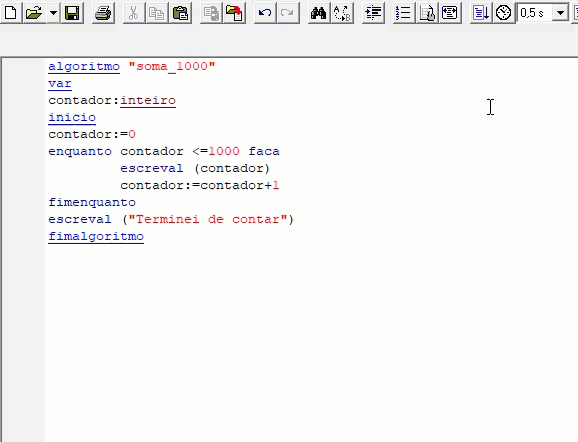 0,5 s
algoritmo "soma_1000"
var
contador:inteiro
inicio
contador:=0
enquanto contador <=1000 faca
escreval (contador)
contador:=contador+1
fimenquanto
escreval ("Terminei de contar")
fimalgoritmo